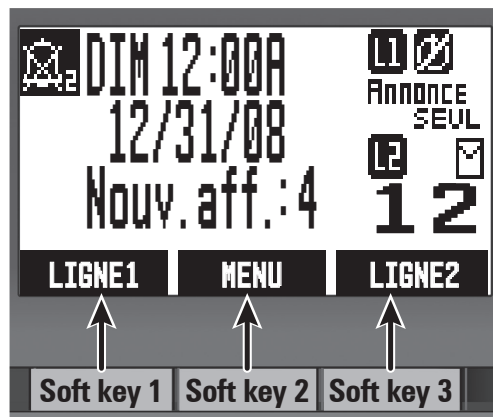 2 DIM 12:00A
12/31/08
Nouv.aff.:4
L1
Annonce
SEUL
L2
12
LIGNE1 MENU LIGNE2
Soft key 1 Soft key 2 Soft key 3